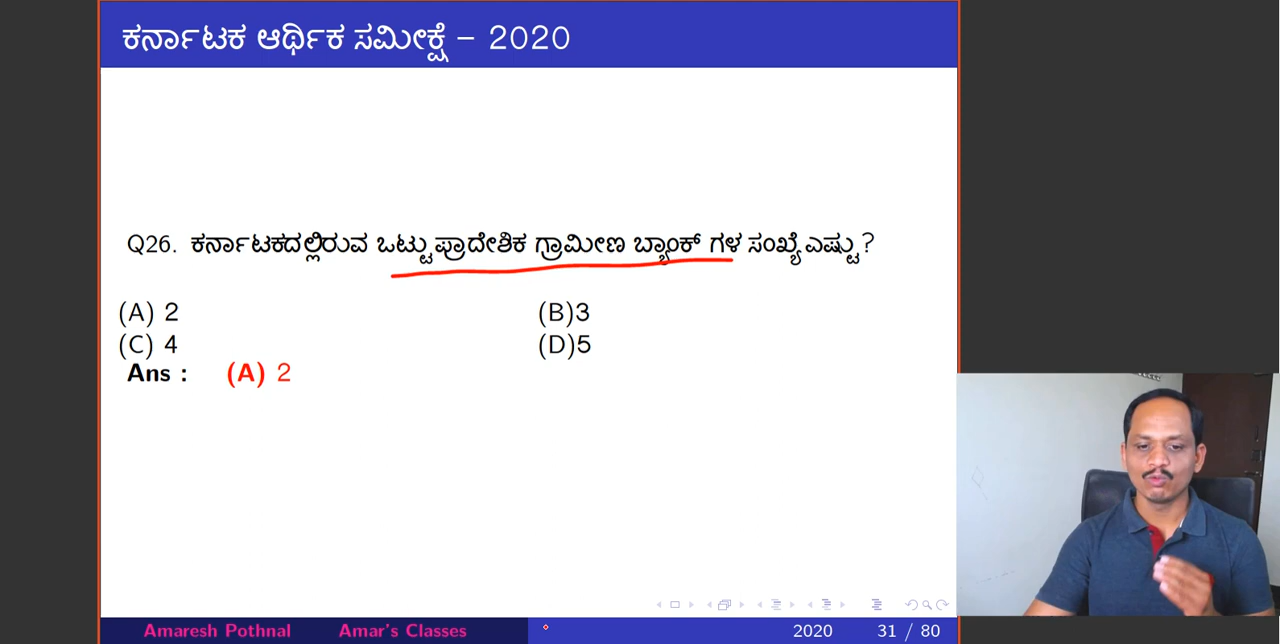 ಕರ್ನಾಟಕ ಆರ್ಥಿಕ ಸಮೀಕ್ಷೆ – 2020
Q26. ಕರ್ನಾಟಕದಲ್ಲಿರುವ ಒಟ್ಟು ಪ್ರಾದೇಶಿಕ ಗ್ರಾಮೀಣ ಬ್ಯಾಂಕ್ ಗಳ ಸಂಖ್ಯೆ ಎಷ್ಟು?
(A) 2 (B)3
(C) 4 (D)5
Ans : (A) 2
Amaresh Pothnal Amar's Classes 2020 31 / 80